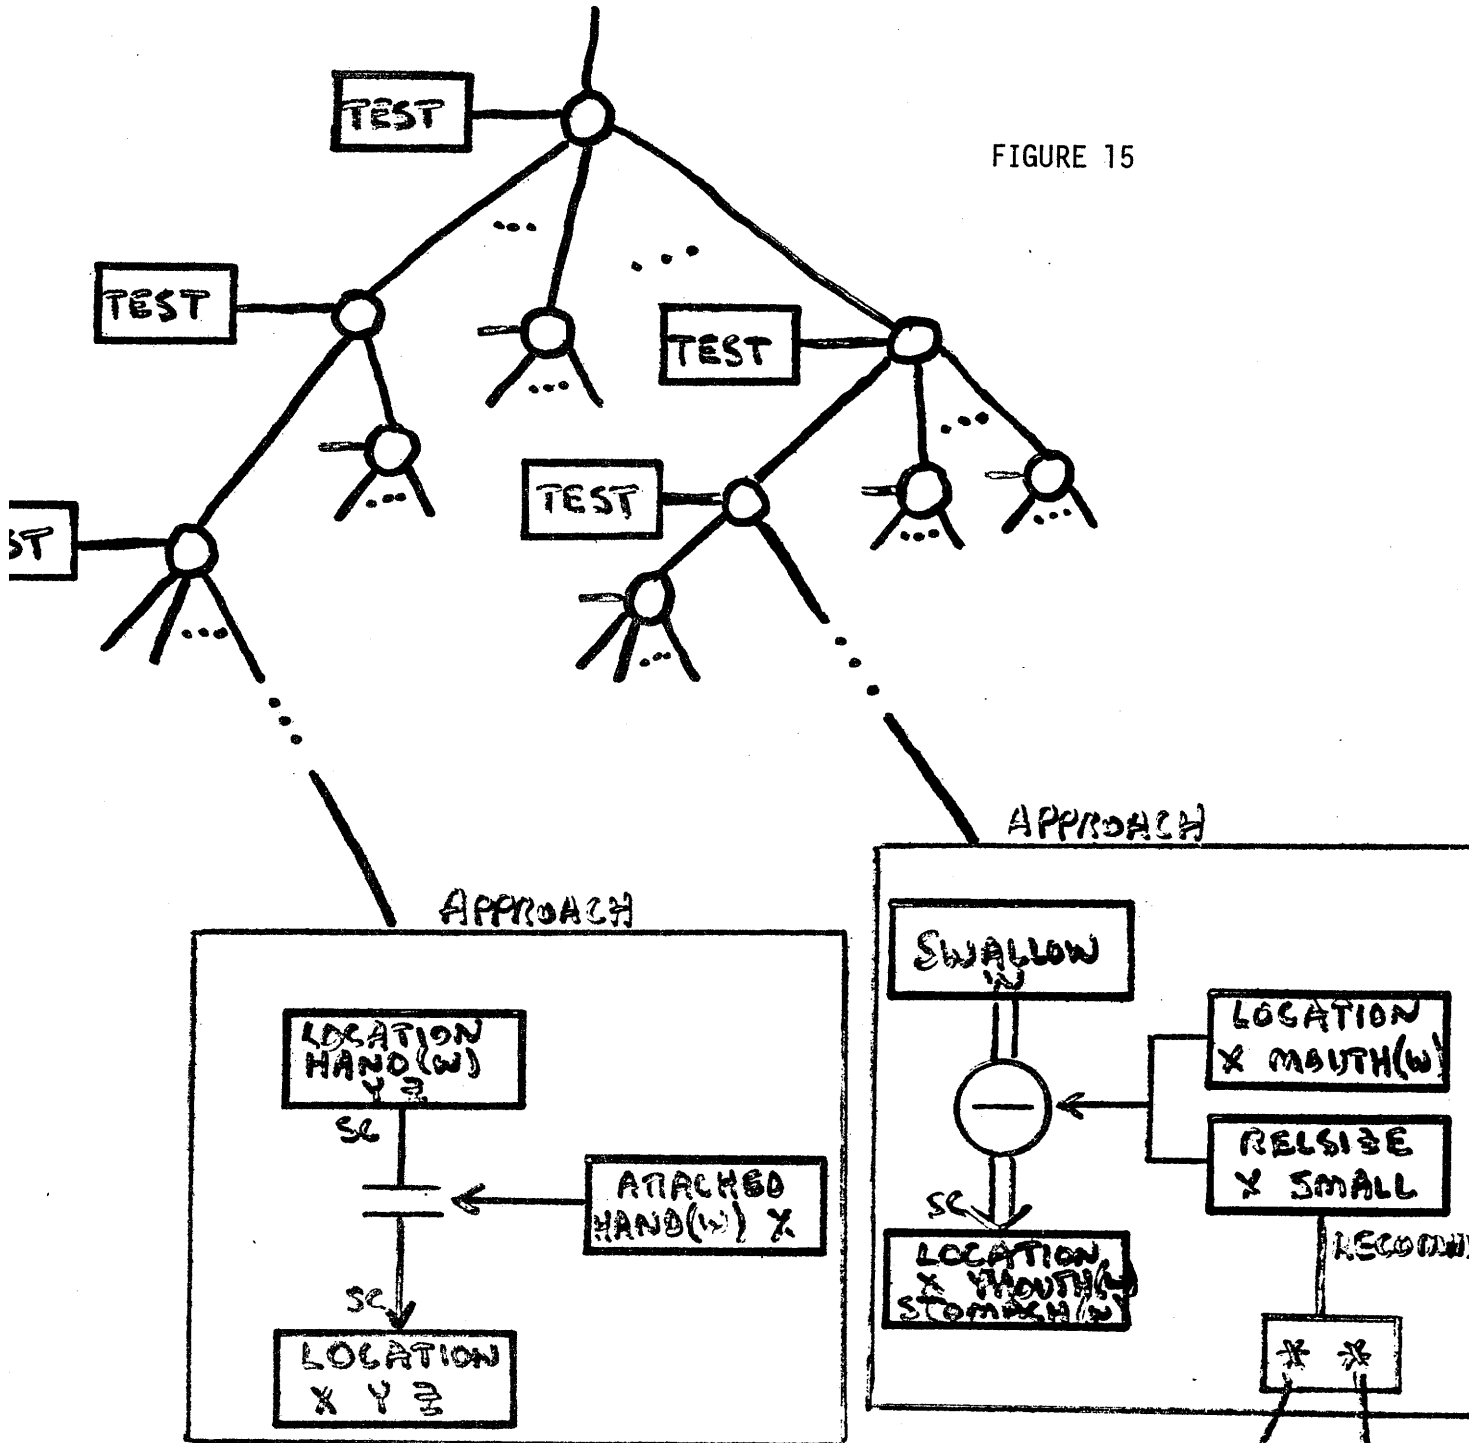 FIGURE 15
TEST
TEST
TEST
TEST
ST
APPROACH
SWALLOW
W
LOCATION
X MOUTH(W)
RELSIZE
X SMALL
SC
LOCATION
X MOUTH(W)
STOMACH(W)
RECOMM
* *
APPROACH
LOCATION
HAND(W)
Y Z
SC
ATTACHED
HAND(W) X
SC
LOCATION
X Y Z